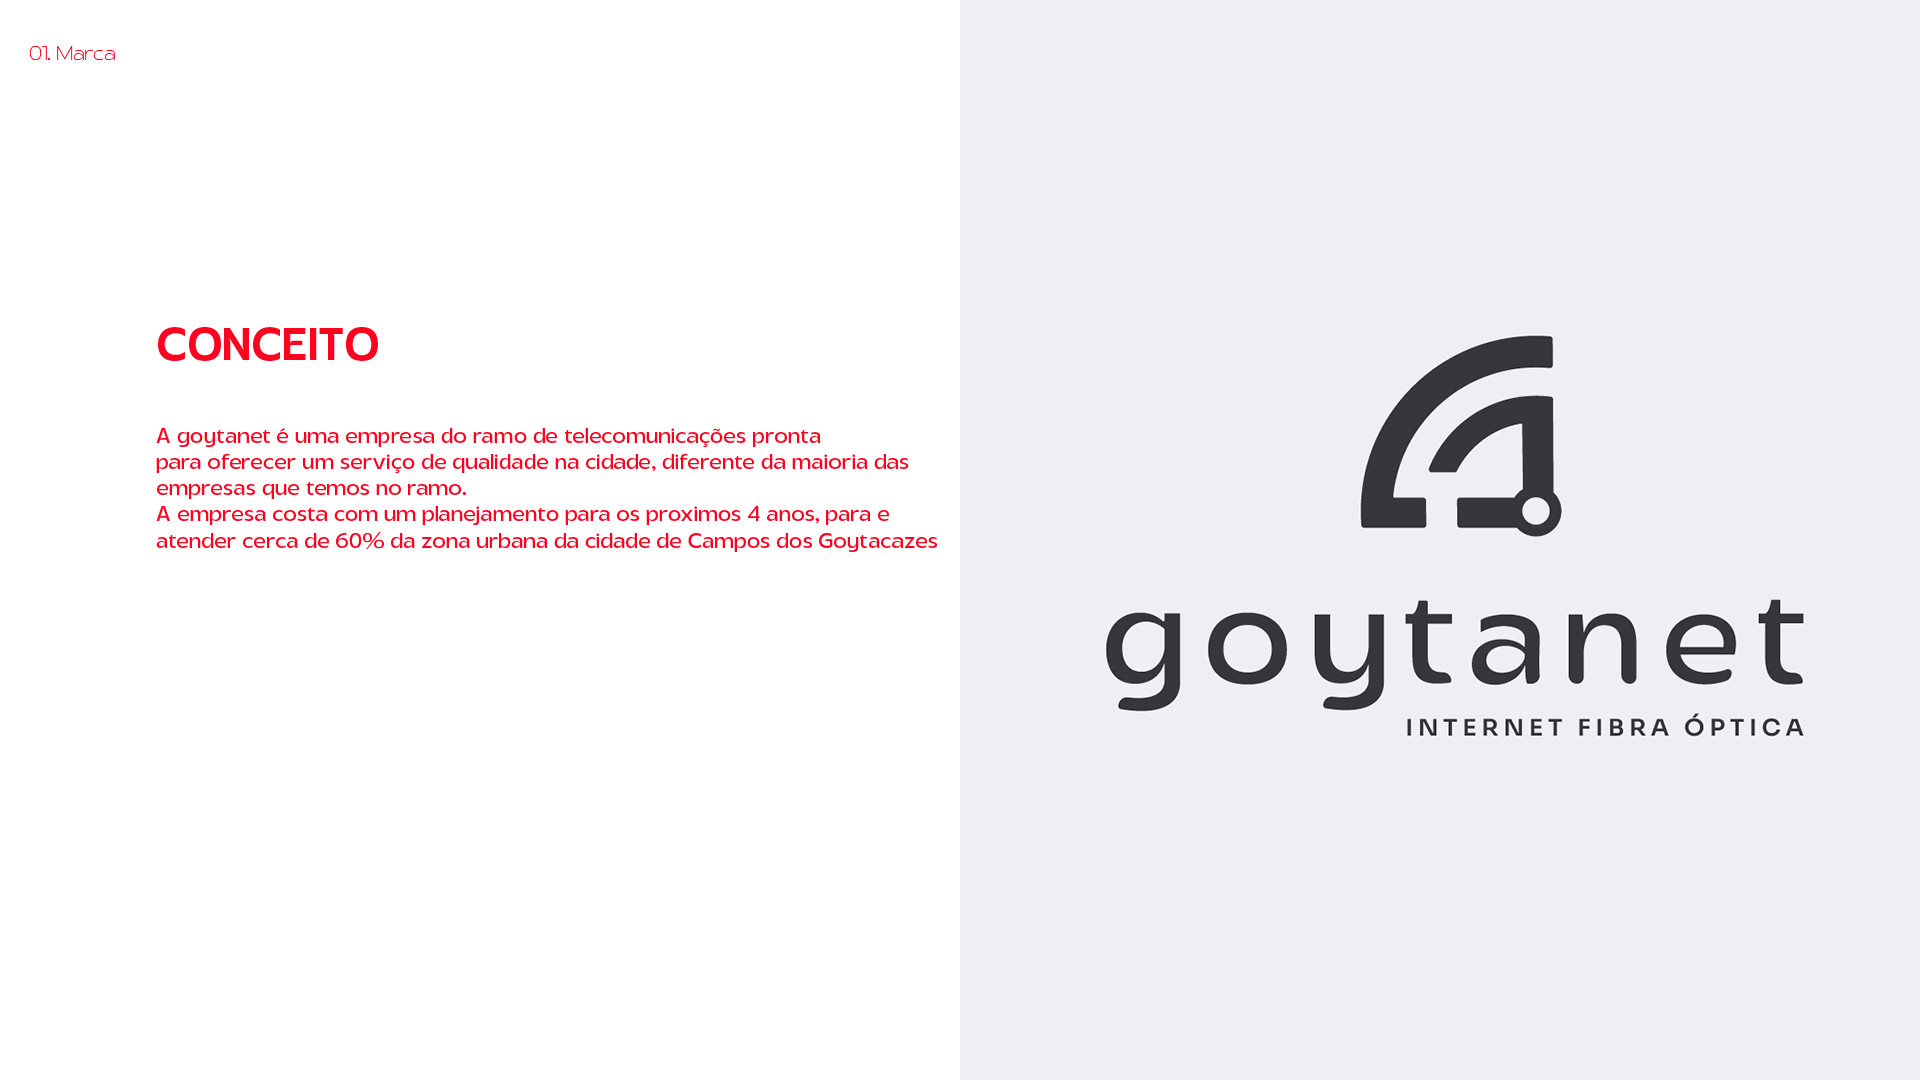 01. Marca
CONCEITO
A goytanet é uma empresa do ramo de telecomunicações pronta
para oferecer um serviço de qualidade na cidade, diferente da maioria das
empresas que temos no ramo.
A empresa costa com um planejamento para os proximos 4 anos, para e
atender cerca de 60% da zona urbana da cidade de Campos dos Goytacazes
goytanet
INTERNET FIBRA ÓPTICA